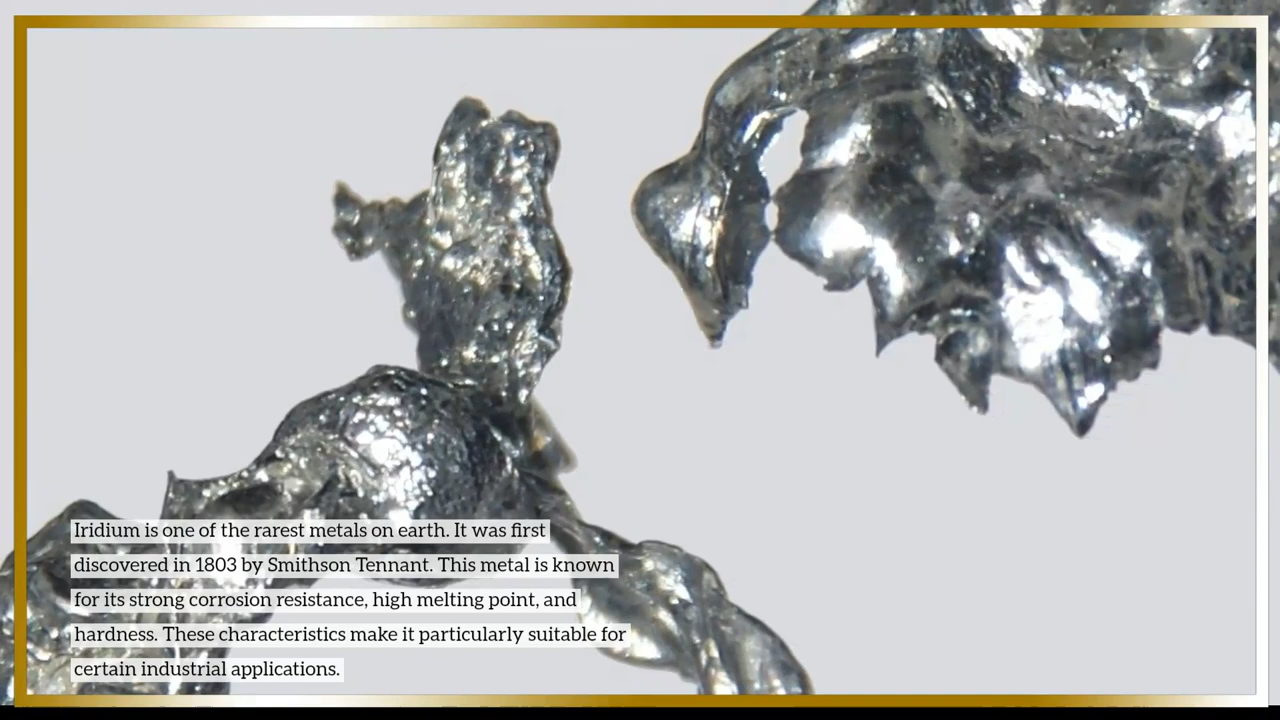 Iridium is one of the rarest metals on earth. It was first
discovered in 1803 by Smithson Tennant. This metal is known
for its strong corrosion resistance, high melting point, and
hardness. These characteristics make it particularly suitable for
certain industrial applications.